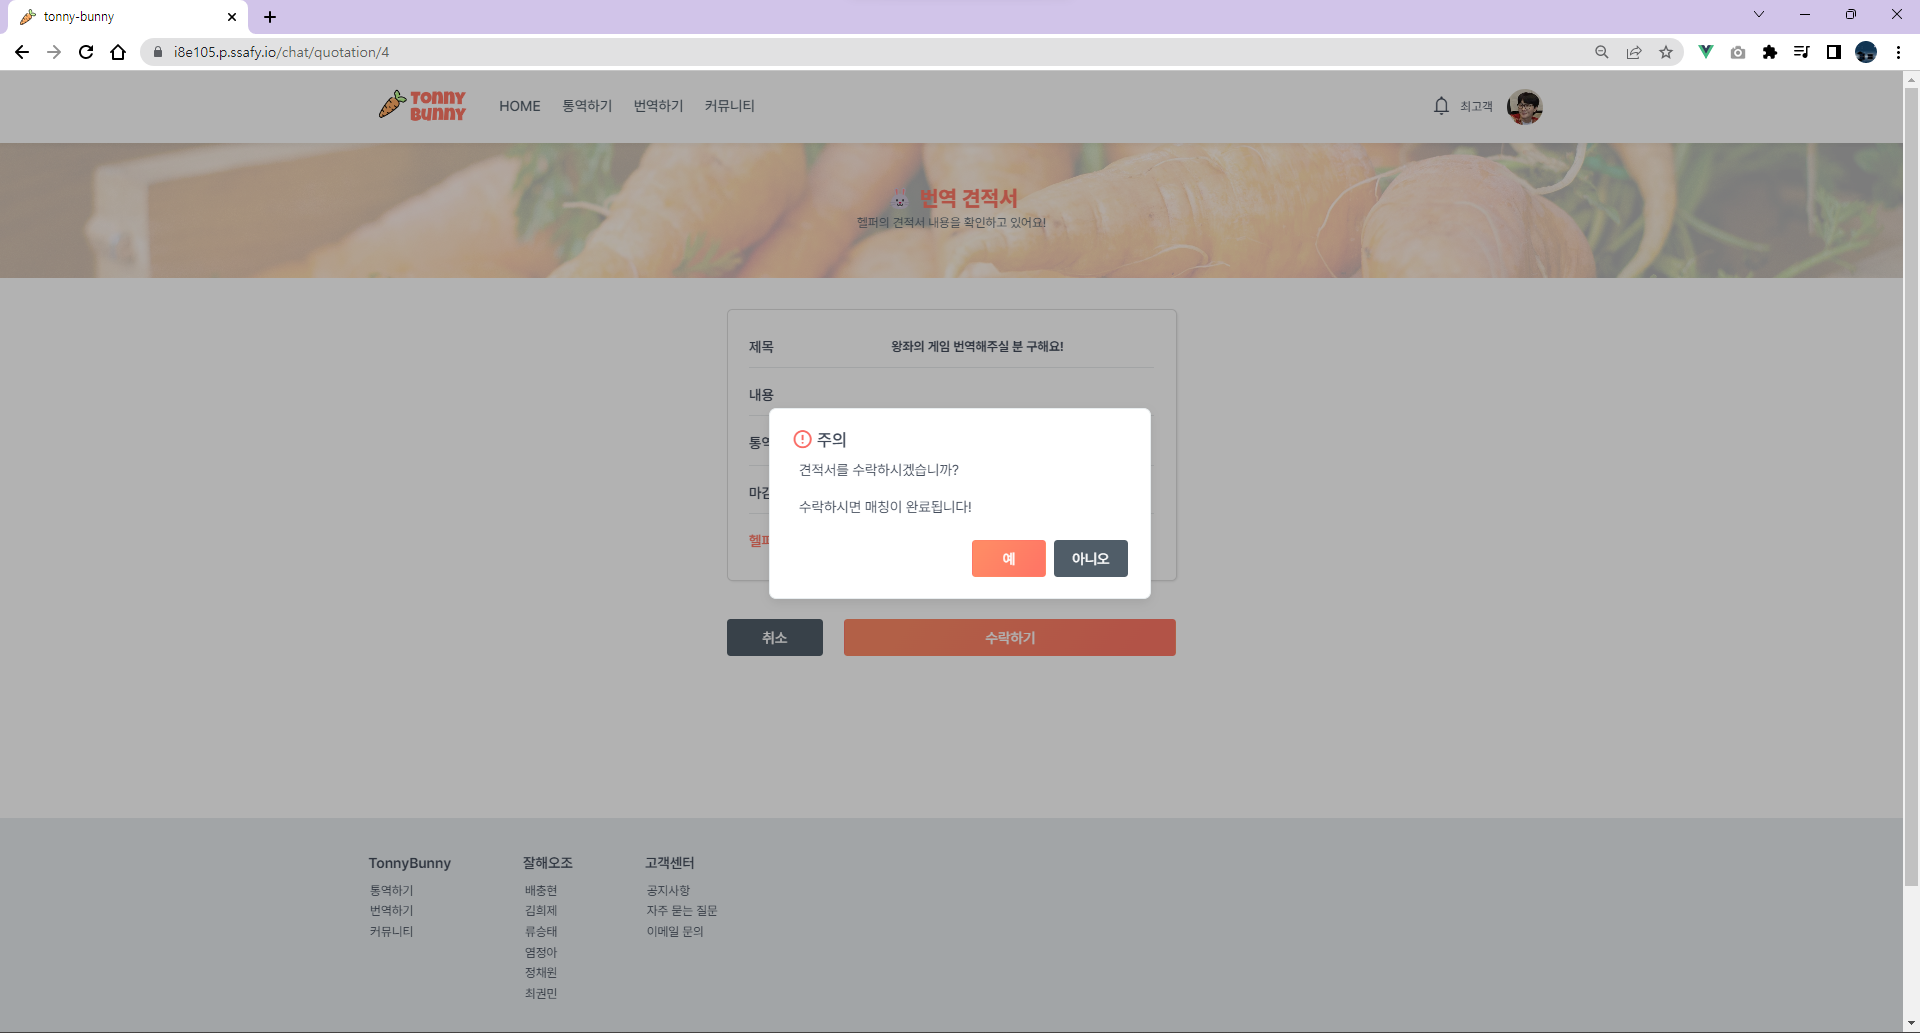 tonny-bunny
i8e105.p.ssafy.io/chat/quotation/4
TONNY BUNNY
HOME 통역하기 번역하기 커뮤니티
최고객
번역 견적서
헬퍼의 견적서 내용을 확인하고 있어요!
제목 왕좌의 게임 번역해주실 분 구해요!
내용
통역
마감
헬퍼
주의
견적서를 수락하시겠습니까?
수락하시면 매칭이 완료됩니다!
예 아니오
취소 수락하기
TonnyBunny
통역하기
번역하기
커뮤니티
잘해오조
배충현
김희제
류승태
염정아
정채원
최권민
고객센터
공지사항
자주 묻는 질문
이메일 문의